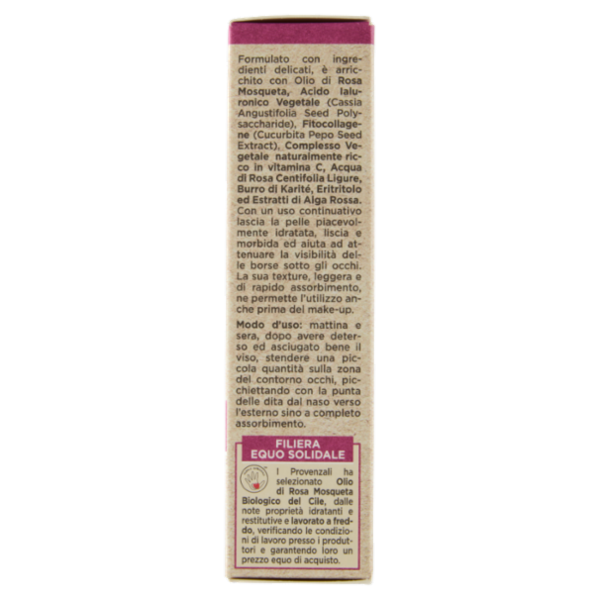 Formulato con ingre-
dienti delicati, è arric-
chito con Olio di Rosa
Mosqueta, Acido Ialu-
ronico Vegetale (Cassia
Angustifolia Seed Poly-
saccharide), Fitocollage-
ne (Cucurbita Pepo Seed
Extract), Complesso Ve-
getale naturalmente ric-
co in vitamina C, Acqua
di Rosa Centifolia Ligure,
Burro di Karité, Eritritolo
ed Estratti di Alga Rossa.
Con un uso continuativo
lascia la pelle piacevol-
mente idratata, liscia e
morbida ed aiuta ad at-
tenuare la visibilità del-
le borse sotto gli occhi.
La sua texture, leggera e
di rapido assorbimento,
ne permette l'utilizzo an-
che prima del make-up.
Modo d'uso: mattina e
sera, dopo avere deter-
so ed asciugato bene il
viso, stendere una pic-
cola quantità sulla zona
del contorno occhi, pic-
chiettando con la punta
delle dita dal naso verso
l'esterno sino a completo
assorbimento.
FILIERA
EQUO SOLIDALE
I Provenzali ha
selezionato Olio
di Rosa Mosqueta
Biologico del Cile, dalle
note proprietà idratanti e
restitutive e lavorato a fred-
do, verificando le condizio-
ni di lavoro presso i produt-
tori e garantendo loro un
prezzo equo di acquisto.